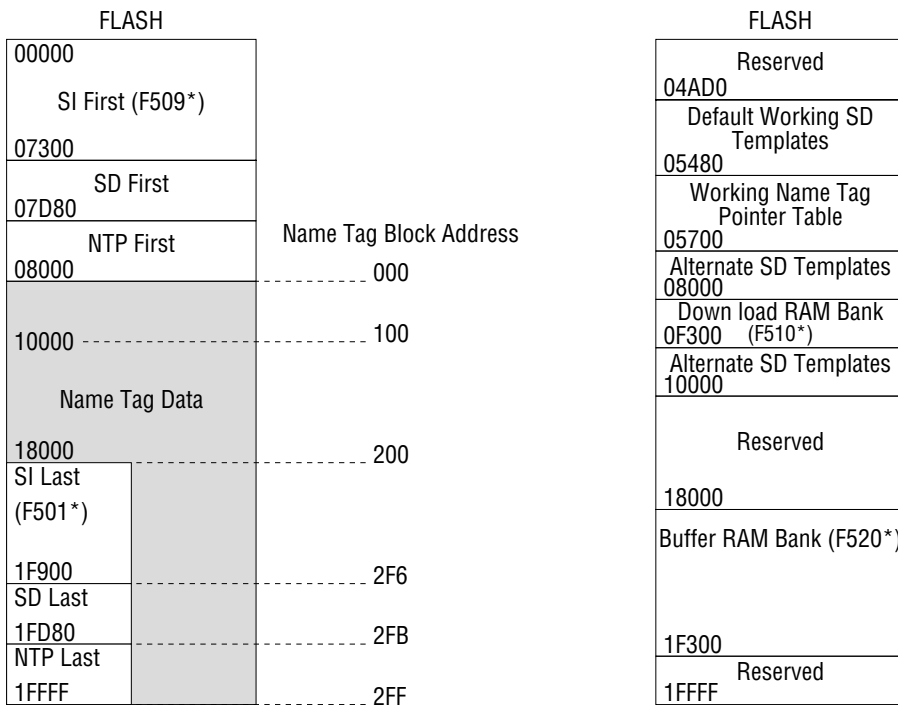 FLASH
00000
SI First (F509*)
07300
SD First
07D80
NTP First
08000
Name Tag Block Address
000
10000
100
Name Tag Data
18000
200
SI Last
(F501*)
1F900
2F6
SD Last
1FD80
2FB
NTP Last
1FFFF
2FF
FLASH
Reserved
04AD0
Default Working SD
Templates
05480
Working Name Tag
Pointer Table
05700
Alternate SD Templates
08000
Down load RAM Bank
0F300 (F510*)
Alternate SD Templates
10000
Reserved
18000
Buffer RAM Bank (F520*)
1F300
Reserved
1FFFF